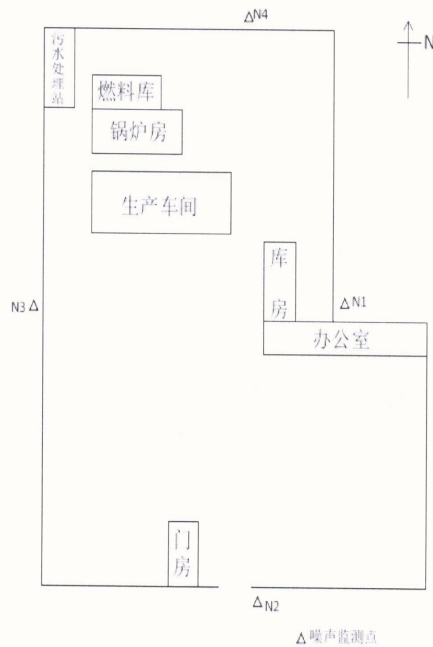 △N4
N
污水处理站
燃料库
锅炉房
生产车间
库房
N3△
△N1
办公室
门房
△N2
△噪声监测点